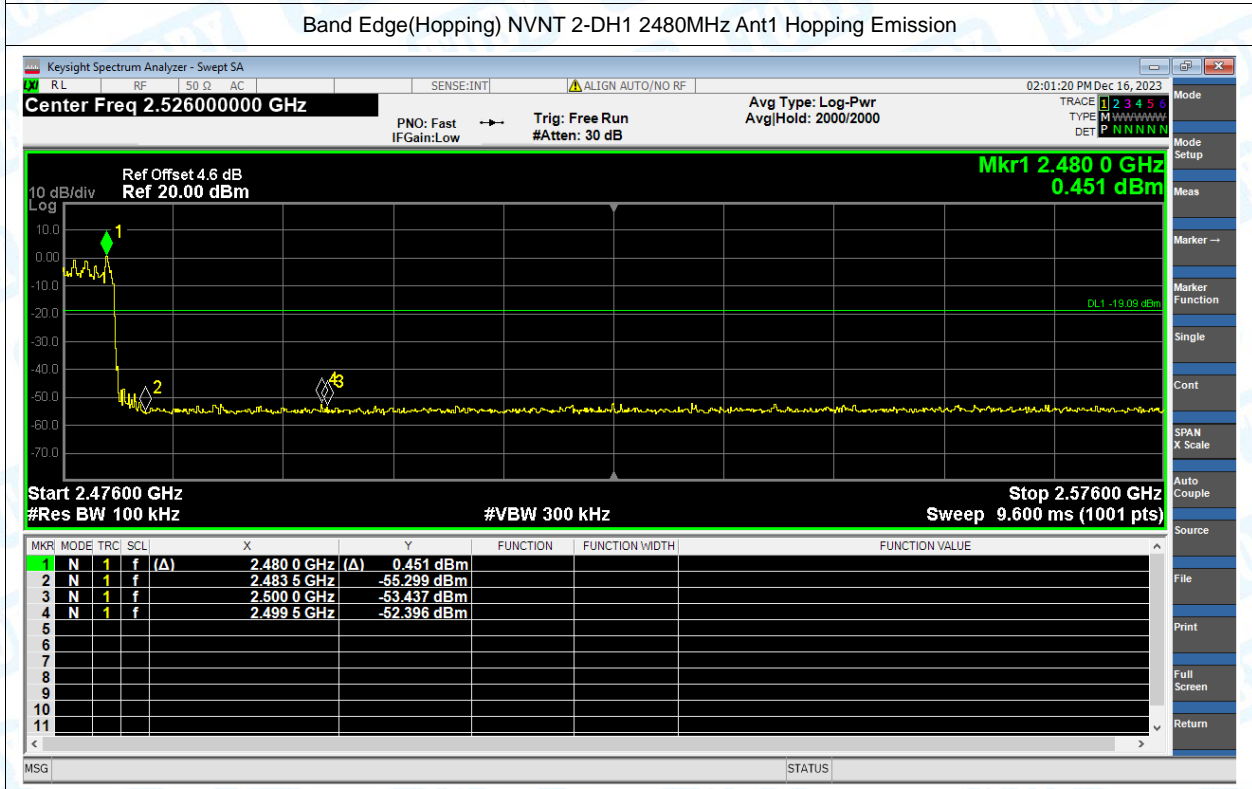 Band Edge(Hopping) NVNT 2-DH1 2480MHz Ant1 Hopping Emission
Keysight Spectrum Analyzer - Swept SA
LXI RL RF 50 Ω AC SENSE:INT ALIGN AUTO/NO RF 02:01:20 PM Dec 16, 2023
Center Freq 2.526000000 GHz
PNO: Fast
IFGain:Low
Trig: Free Run
#Atten: 30 dB
Avg Type: Log-Pwr
Avg|Hold: 2000/2000
TRACE 1 2 3 4 5 6
TYPE M WWWWW
DET P N N N N N
Mkr1 2.480 0 GHz
0.451 dBm
Ref Offset 4.6 dB
10 dB/div Ref 20.00 dBm
Log
10.0
0.00
-10.0
-20.0
-30.0
-40.0
-50.0
-60.0
-70.0
1
2
43
DL1 -19.09 dBm
Start 2.47600 GHz Stop 2.57600 GHz
#Res BW 100 kHz #VBW 300 kHz Sweep 9.600 ms (1001 pts)
MKR MODE TRC SCL X Y FUNCTION FUNCTION WIDTH FUNCTION VALUE
1 N 1 f (Δ) 2.480 0 GHz (Δ) 0.451 dBm
2 N 1 f 2.483 5 GHz -55.299 dBm
3 N 1 f 2.500 0 GHz -53.437 dBm
4 N 1 f 2.499 5 GHz -52.396 dBm
5
6
7
8
9
10
11
MSG STATUS
Mode
Mode Setup
Meas
Marker →
Marker Function
Single
Cont
SPAN X Scale
Auto Couple
Source
File
Print
Full Screen
Return